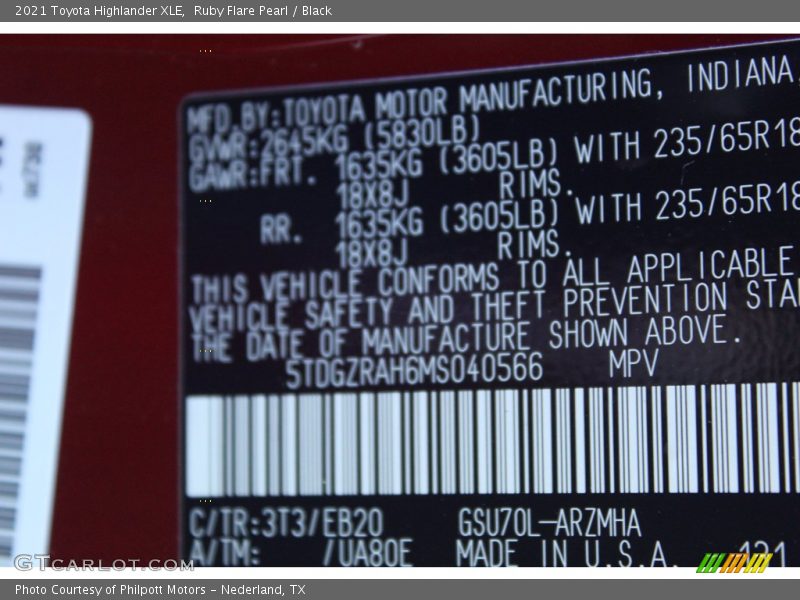 2021 Toyota Highlander XLE, Ruby Flare Pearl / Black
MFD.BY:TOYOTA MOTOR MANUFACTURING, INDIANA,
GVWR:2645KG (5830LB)
GAWR:FRT. 1635KG (3605LB) WITH 235/65R18
18X8J RIMS.
RR. 1635KG (3605LB) WITH 235/65R18
18X8J RIMS.
THIS VEHICLE CONFORMS TO ALL APPLICABLE
VEHICLE SAFETY AND THEFT PREVENTION STA
THE DATE OF MANUFACTURE SHOWN ABOVE.
5TDGZRAH6MS040566 MPV
C/TR:3T3/EB20 GSU70L-ARZMHA
A/TM: /UA80E MADE IN U.S.A. 121
GTCARLOT.COM
Photo Courtesy of Philpott Motors - Nederland, TX